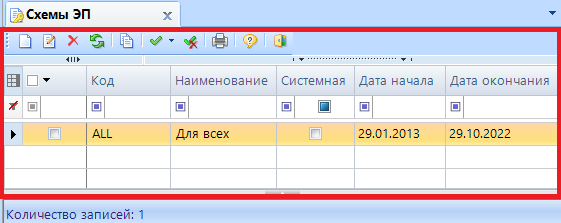 Схемы ЭП
Код Наименование Системная Дата начала Дата окончания
ALL Для всех 29.01.2013 29.10.2022
Количество записей: 1